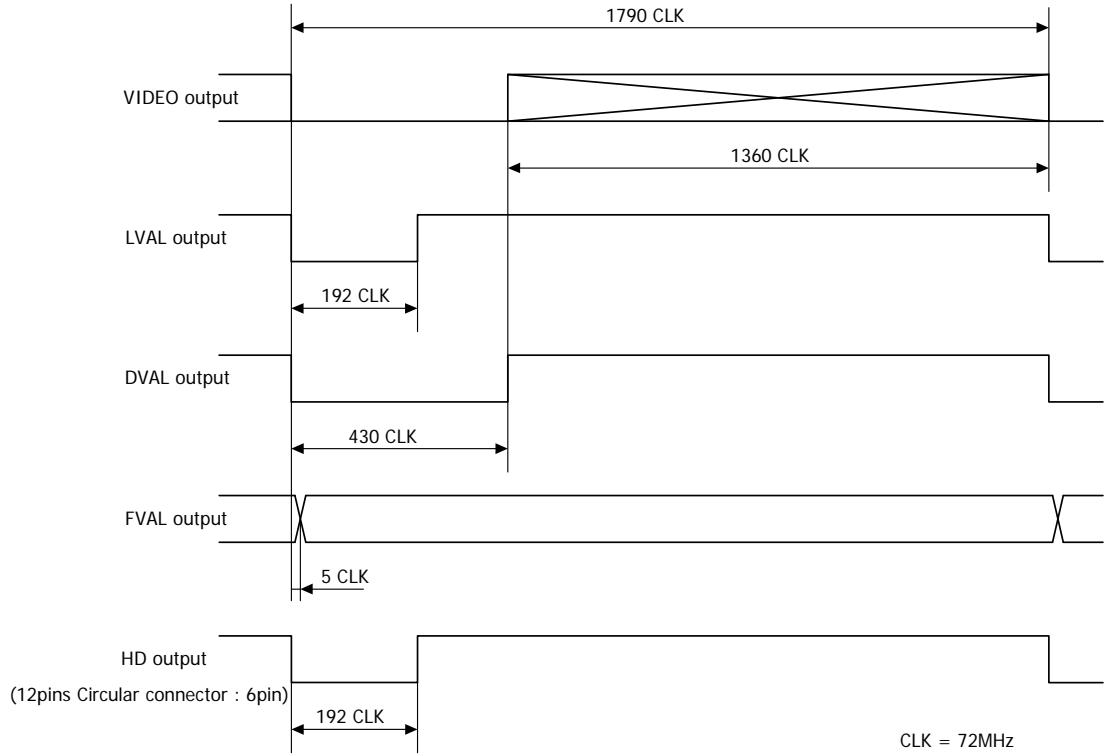 1790 CLK
VIDEO output
1360 CLK
LVAL output
192 CLK
DVAL output
430 CLK
FVAL output
5 CLK
HD output
(12pins Circular connector : 6pin)
192 CLK
CLK = 72MHz